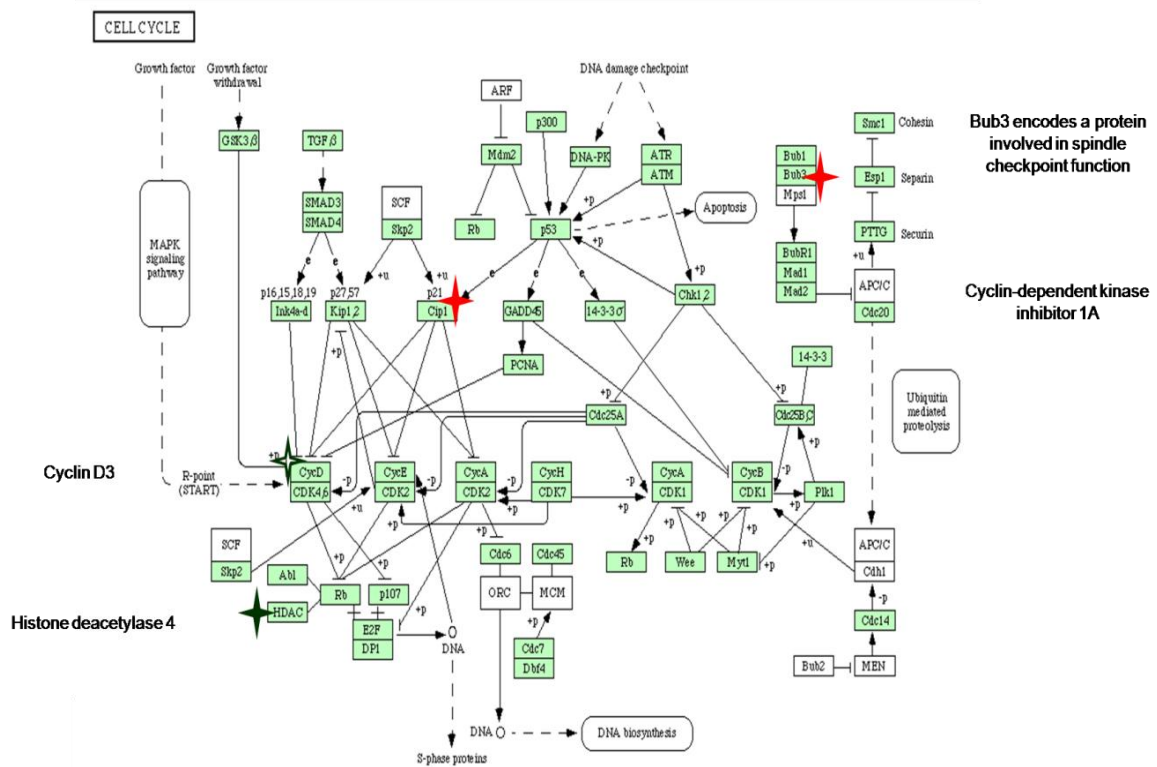 CELL CYCLE
Growth factor
Growth factor
withdrawal
DNA damage checkpoint
ARF
p300
GSK3β
TGFβ
Mdm2
DNA-PK
ATR
ATM
Bub1
Bub3
Mps1
Smc1
Cohesin
Esp1
Separin
Bub3 encodes a protein
involved in spindle
checkpoint function
MAPK
signaling
pathway
SMAD3
SMAD4
SCF
Skp2
Rb
p53
+p
+p
Apoptosis
PTTG
Securin
BubR1
Mad1
Mad2
+u
APC/C
Cdc20
e
e
+u
+u
e
e
e
+p
p16,15,18,19
Ink4a-d
p27,57
Kip1,2
p21
Cip1
GADD45
14-3-3σ
Chk1,2
Cyclin-dependent kinase
inhibitor 1A
+p
PCNA
14-3-3
+p
+p
Cdc25A
Cdc25B,C
Ubiquitin
mediated
proteolysis
Cyclin D3
R-point
(START)
+p
CycD
CDK4,6
-p
CycE
CDK2
-p
CycA
CDK2
-p
CycH
CDK7
-p
CycA
CDK1
CycB
CDK1
-p
+p
Plk1
+p
+p
+u
+p
+p
+p
+p
+p
+p
+p
+p
+u
SCF
Skp2
Abl
HDAC
Rb
p107
+p
+p
+p
E2F
DP1
DNA
Cdc6
Cdc45
ORC
MCM
+p
Cdc7
Dbf4
Rb
Wee
Myt1
APC/C
Cdh1
-p
Cdc14
Bub2
MEN
Histone deacetylase 4
DNA
DNA biosynthesis
S-phase proteins